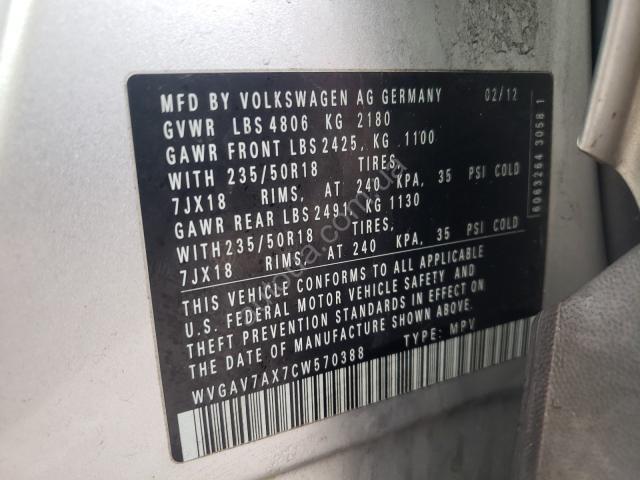 MFD BY VOLKSWAGEN AG GERMANY 02/12
GVWR LBS 4806 KG 2180
GAWR FRONT LBS 2425, KG 1100
WITH 235/50R18 TIRES,
7JX18 RIMS, AT 240 KPA, 35 PSI COLD
GAWR REAR LBS 2491, KG 1130
WITH 235/50R18 TIRES,
7JX18 RIMS, AT 240 KPA, 35 PSI COLD
THIS VEHICLE CONFORMS TO ALL APPLICABLE
U.S. FEDERAL MOTOR VEHICLE SAFETY AND
THEFT PREVENTION STANDARDS IN EFFECT ON
THE DATE OF MANUFACTURE SHOWN ABOVE.
WVGAV7AX7CW570388 TYPE: MPV
6063264 3058 1